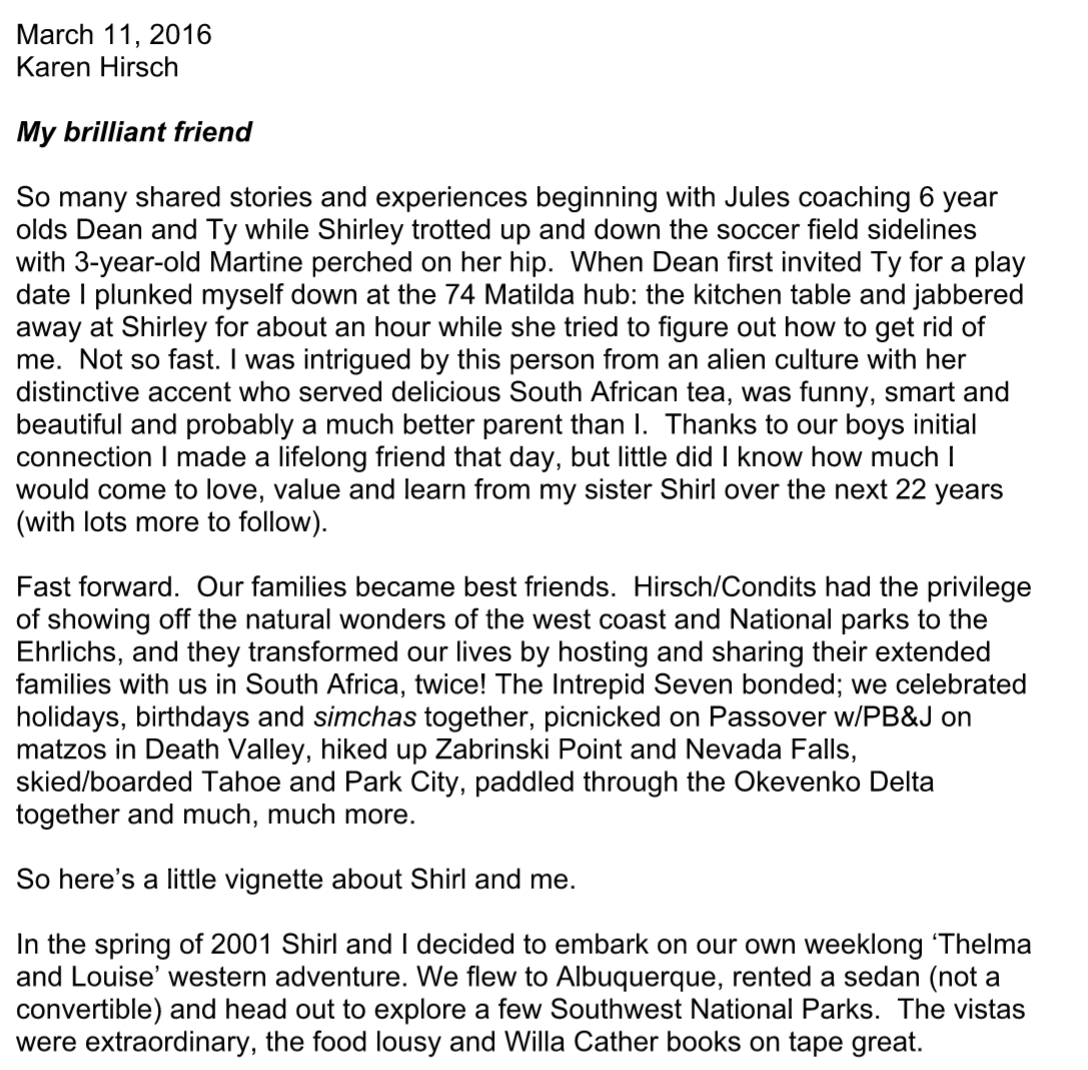 March 11, 2016
Karen Hirsch
My brilliant friend
So many shared stories and experiences beginning with Jules coaching 6 year
olds Dean and Ty while Shirley trotted up and down the soccer field sidelines
with 3-year-old Martine perched on her hip.  When Dean first invited Ty for a play
date I plunked myself down at the 74 Matilda hub: the kitchen table and jabbered
away at Shirley for about an hour while she tried to figure out how to get rid of
me.  Not so fast. I was intrigued by this person from an alien culture with her
distinctive accent who served delicious South African tea, was funny, smart and
beautiful and probably a much better parent than I.  Thanks to our boys initial
connection I made a lifelong friend that day, but little did I know how much I
would come to love, value and learn from my sister Shirl over the next 22 years
(with lots more to follow).
Fast forward.  Our families became best friends.  Hirsch/Condits had the privilege
of showing off the natural wonders of the west coast and National parks to the
Ehrlichs, and they transformed our lives by hosting and sharing their extended
families with us in South Africa, twice! The Intrepid Seven bonded; we celebrated
holidays, birthdays and simchas together, picnicked on Passover w/PB&J on
matzos in Death Valley, hiked up Zabrinski Point and Nevada Falls,
skied/boarded Tahoe and Park City, paddled through the Okevenko Delta
together and much, much more.
So here’s a little vignette about Shirl and me.
In the spring of 2001 Shirl and I decided to embark on our own weeklong ‘Thelma
and Louise’ western adventure. We flew to Albuquerque, rented a sedan (not a
convertible) and head out to explore a few Southwest National Parks.  The vistas
were extraordinary, the food lousy and Willa Cather books on tape great.